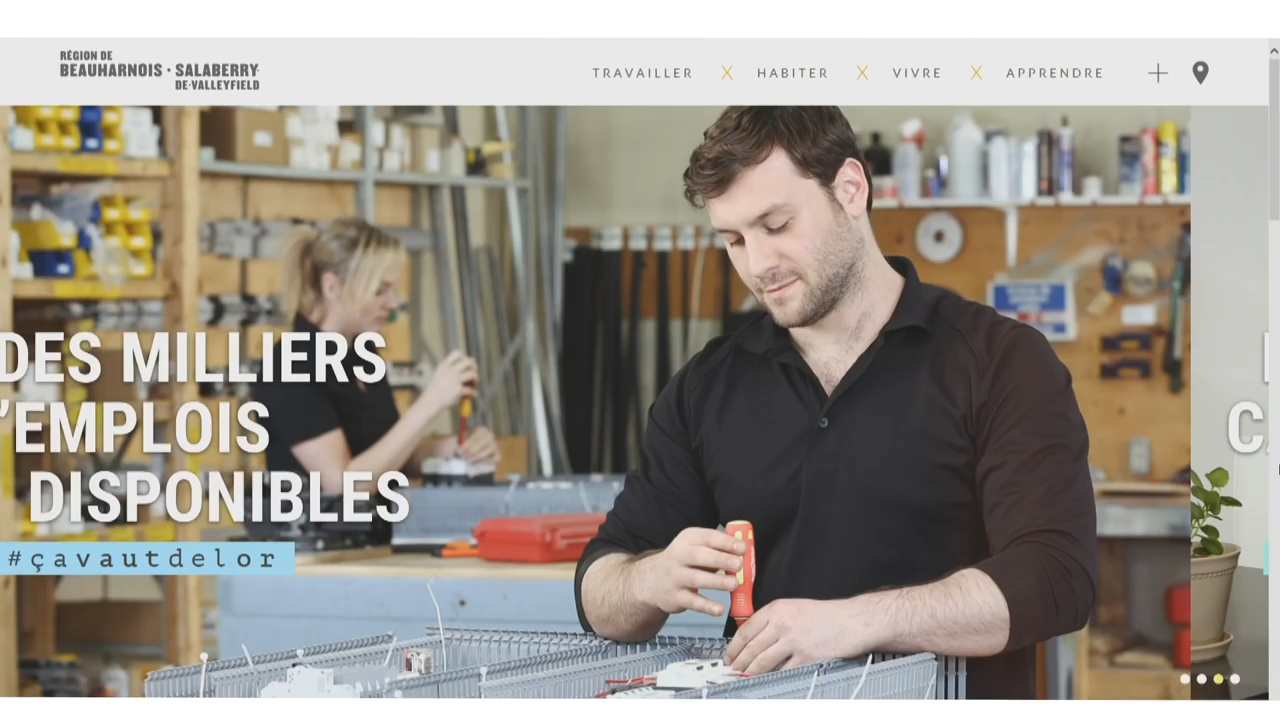 RÉGION DE
BEAUHARNOIS · SALABERRY-
DE-VALLEYFIELD
TRAVAILLER X HABITER X VIVRE X APPRENDRE
DES MILLIERS
'EMPLOIS
DISPONIBLES
#çavautdelor